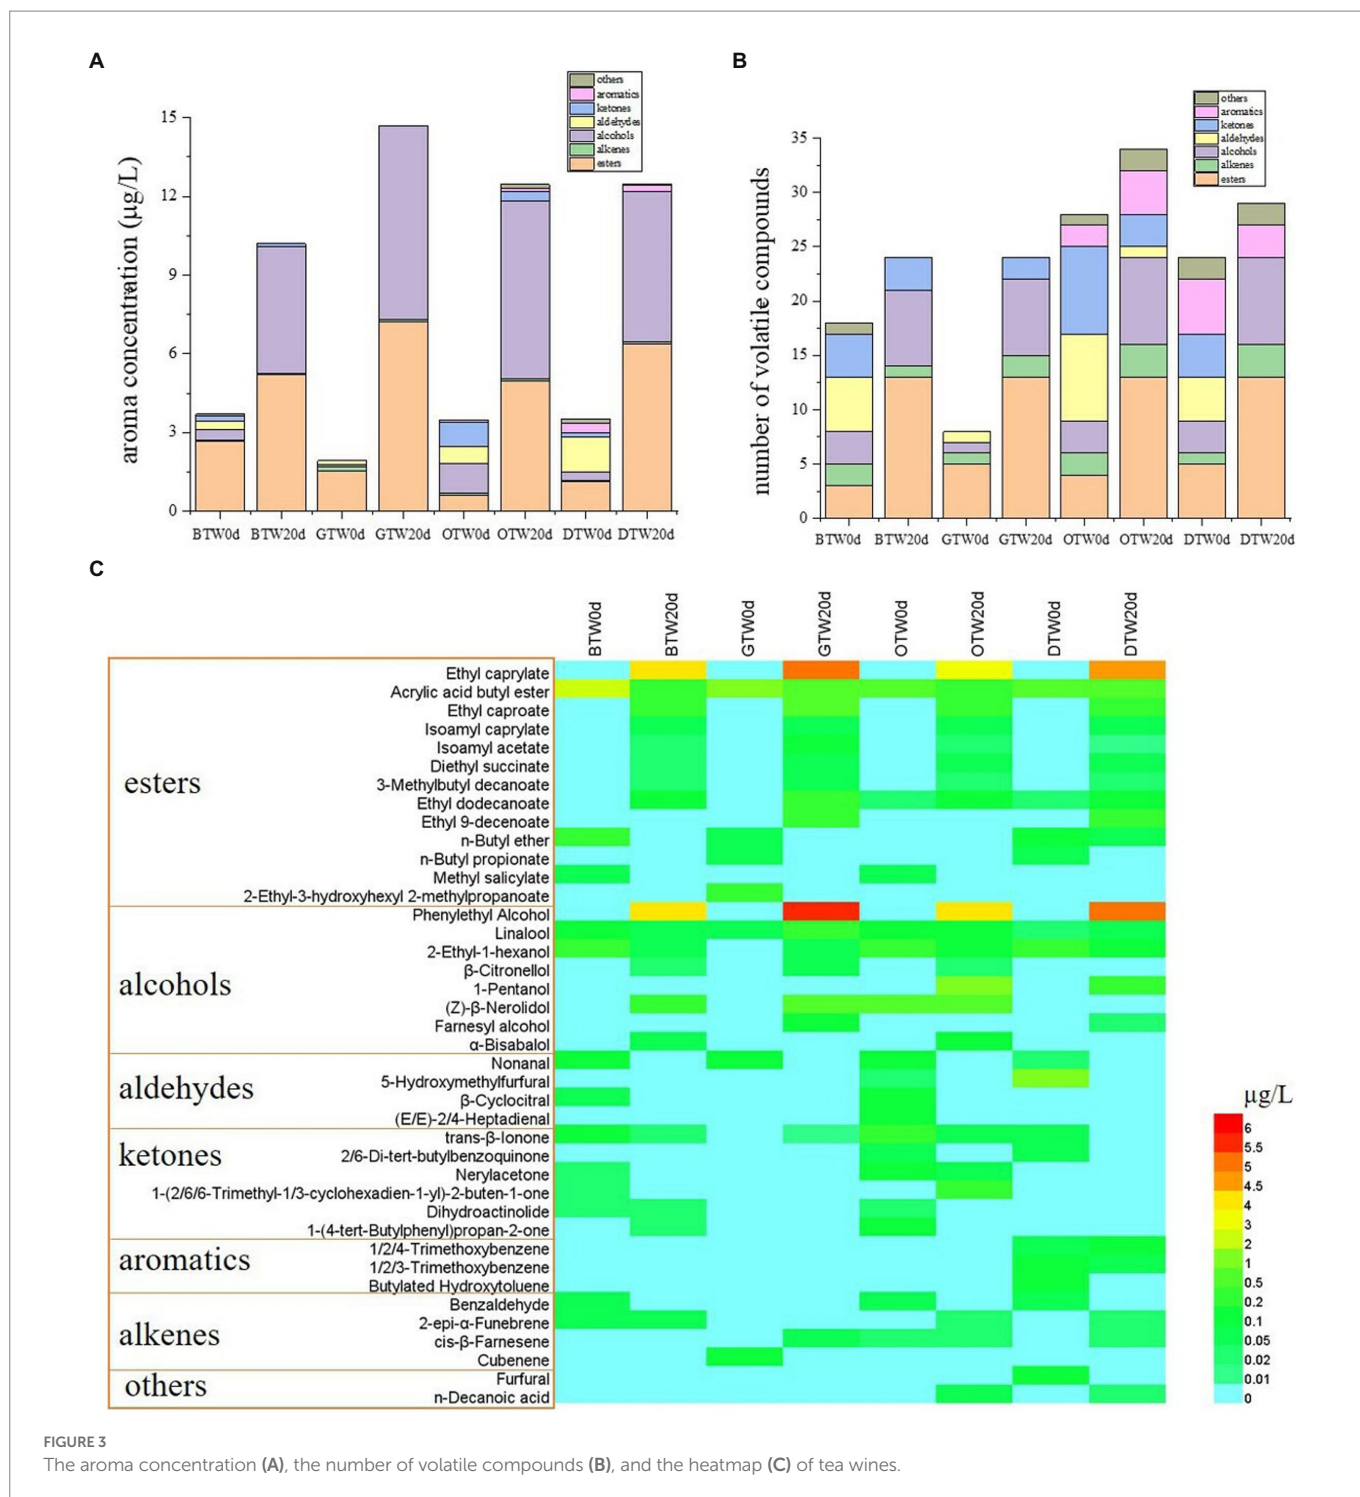 A
others
aromatics
ketones
aldehydes
alcohols
alkenes
esters
15
12
9
6
3
0
aroma concentration (µg/L)
BTW0d BTW20d GTW0d GTW20d OTW0d OTW20d DTW0d DTW20d
B
others
aromatics
ketones
aldehydes
alcohols
alkenes
esters
35
30
25
20
15
10
5
0
number of volatile compounds
BTW0d BTW20d GTW0d GTW20d OTW0d OTW20d DTW0d DTW20d
C
BTW0d BTW20d GTW0d GTW20d OTW0d OTW20d DTW0d DTW20d
esters
Ethyl caprylate
Acrylic acid butyl ester
Ethyl caproate
Isoamyl caprylate
Isoamyl acetate
Diethyl succinate
3-Methylbutyl decanoate
Ethyl dodecanoate
Ethyl 9-decenoate
n-Butyl ether
n-Butyl propionate
Methyl salicylate
2-Ethyl-3-hydroxyhexyl 2-methylpropanoate
alcohols
Phenylethyl Alcohol
Linalool
2-Ethyl-1-hexanol
β-Citronellol
1-Pentanol
(Z)-β-Nerolidol
Farnesyl alcohol
α-Bisabalol
aldehydes
Nonanal
5-Hydroxymethylfurfural
β-Cyclocitral
(E/E)-2/4-Heptadienal
ketones
trans-β-Ionone
2/6-Di-tert-butylbenzoquinone
Nerylacetone
1-(2/6/6-Trimethyl-1/3-cyclohexadien-1-yl)-2-buten-1-one
Dihydroactinolide
1-(4-tert-Butylphenyl)propan-2-one
aromatics
1/2/4-Trimethoxybenzene
1/2/3-Trimethoxybenzene
Butylated Hydroxytoluene
alkenes
Benzaldehyde
2-epi-α-Funebrene
cis-β-Farnesene
Cubenene
others
Furfural
n-Decanoic acid
µg/L
6
5.5
5
4.5
4
3
2
1
0.5
0.2
0.1
0.05
0.02
0.01
0
FIGURE 3
The aroma concentration (A), the number of volatile compounds (B), and the heatmap (C) of tea wines.